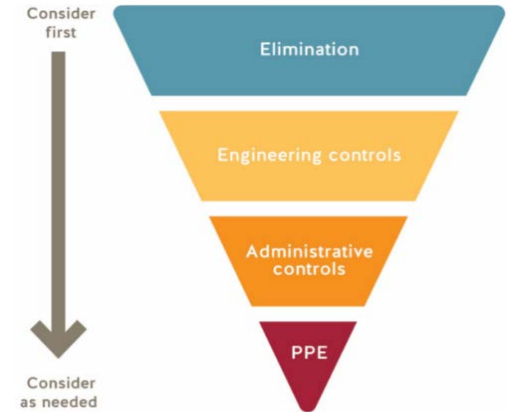 Consider
first
Elimination
Engineering controls
Administrative
controls
PPE
Consider
as needed